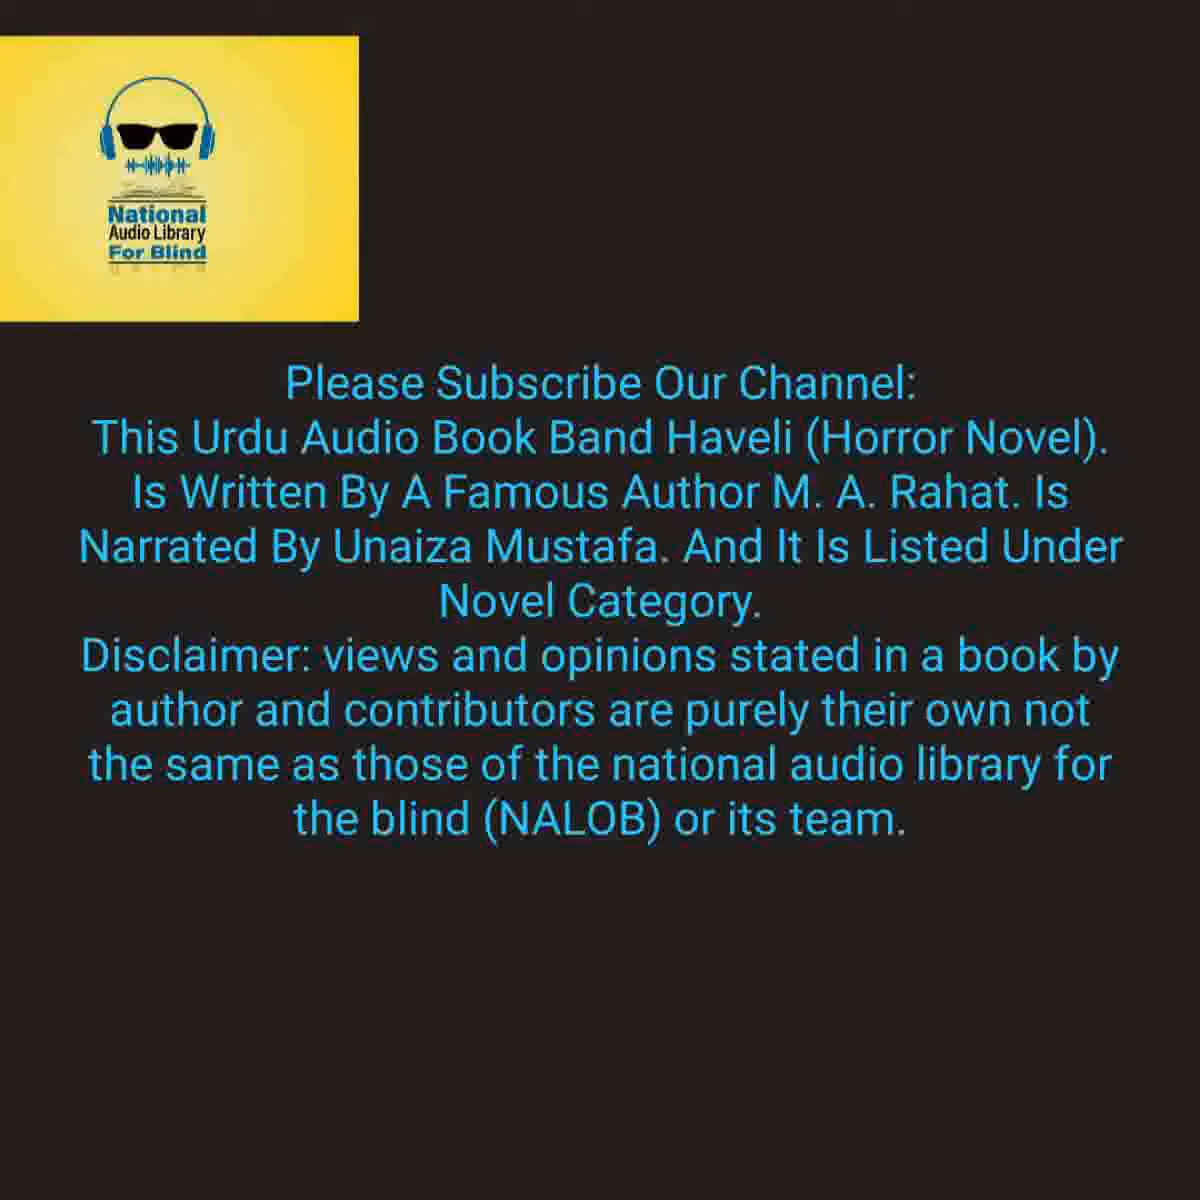 National
Audio Library
For Blind
Please Subscribe Our Channel:
This Urdu Audio Book Band Haveli (Horror Novel).
Is Written By A Famous Author M. A. Rahat. Is
Narrated By Unaiza Mustafa. And It Is Listed Under
Novel Category.
Disclaimer: views and opinions stated in a book by
author and contributors are purely their own not
the same as those of the national audio library for
the blind (NALOB) or its team.